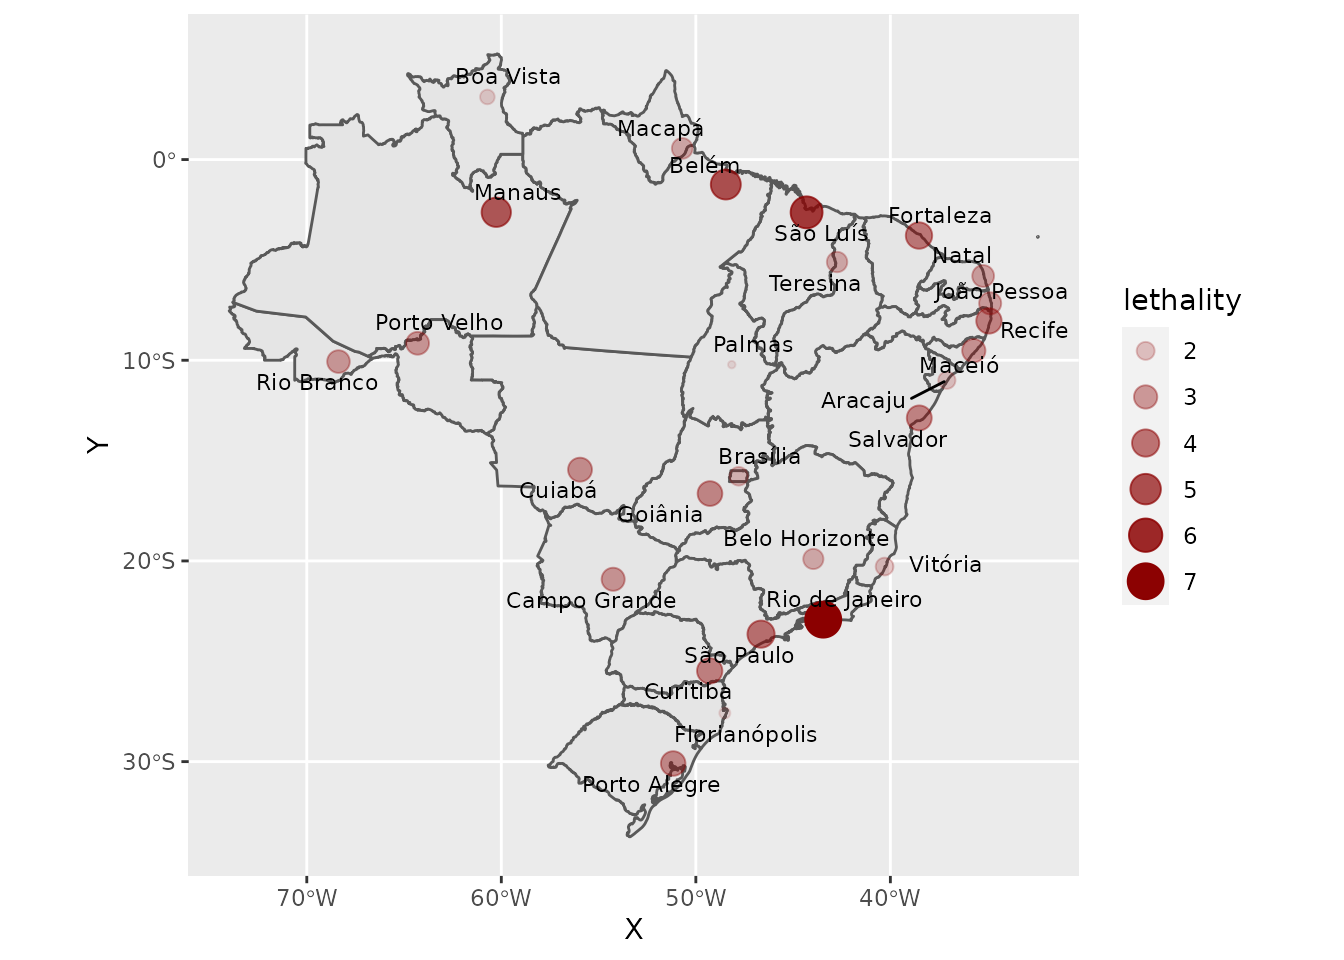 Boa Vista
Macapá
Belém
Manaus
Fortaleza
São Luís
Natal
Teresina
João Pessoa
Porto Velho
Recife
Palmas
Maceió
Rio Branco
Aracaju
Salvador
Brasília
Cuiabá
Goiânia
Belo Horizonte
Vitória
Campo Grande
Rio de Janeiro
São Paulo
Curitiba
Florianópolis
Porto Alegre
0°
10°S
20°S
30°S
Y
70°W 60°W 50°W 40°W
X
lethality
2
3
4
5
6
7